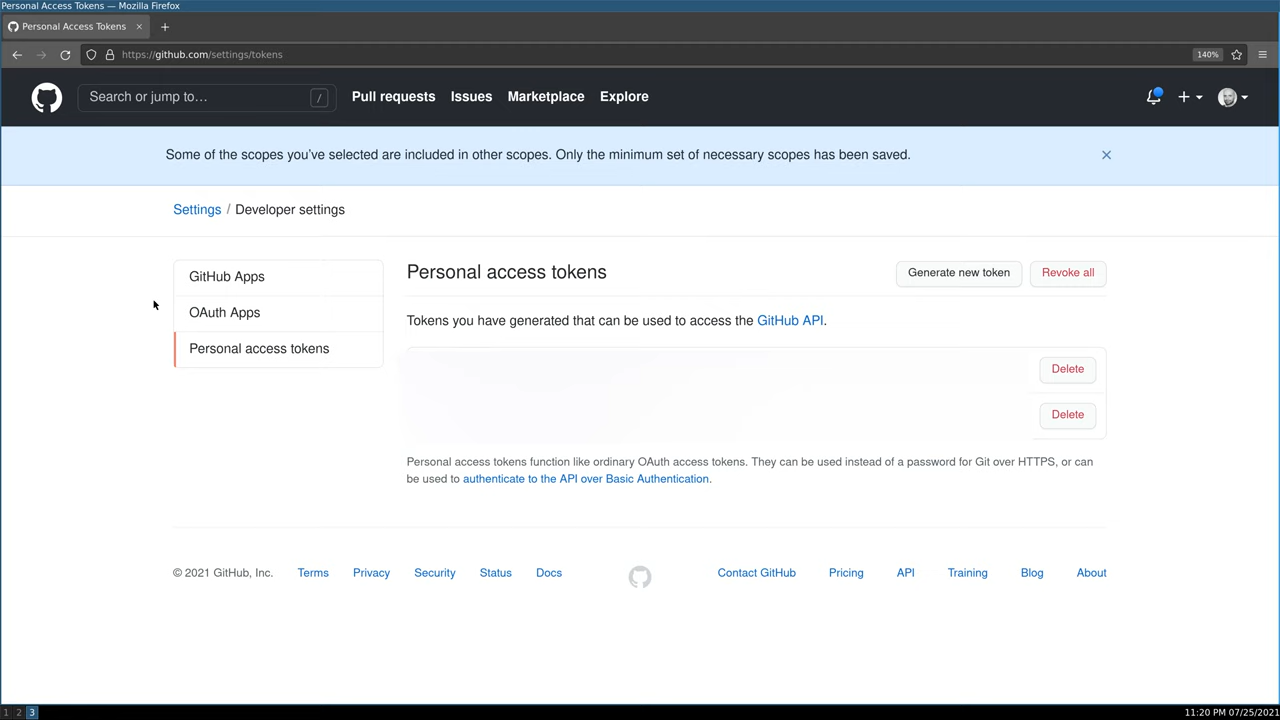 Personal Access Tokens — Mozilla Firefox
Personal Access Tokens × +
https://github.com/settings/tokens 140%
Search or jump to… / Pull requests Issues Marketplace Explore
Some of the scopes you’ve selected are included in other scopes. Only the minimum set of necessary scopes has been saved. ×
Settings / Developer settings
GitHub Apps
OAuth Apps
Personal access tokens
Personal access tokens Generate new token Revoke all
Tokens you have generated that can be used to access the GitHub API.
Delete
Delete
Personal access tokens function like ordinary OAuth access tokens. They can be used instead of a password for Git over HTTPS, or can
be used to authenticate to the API over Basic Authentication.
© 2021 GitHub, Inc. Terms Privacy Security Status Docs Contact GitHub Pricing API Training Blog About
1 2 3 11:20 PM 07/25/2021